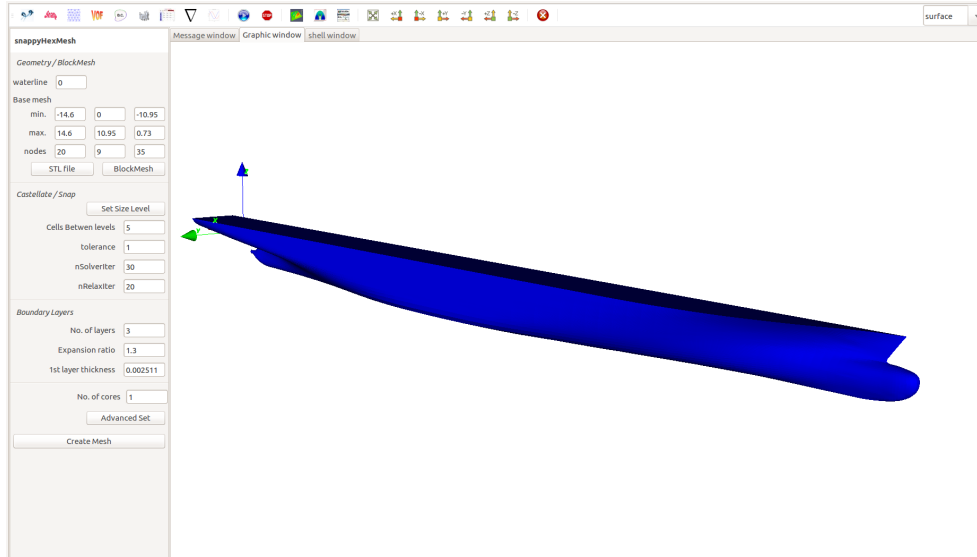 VOF
B.C.
STOP
+X
-X
+Y
-Y
+Z
-Z
surface
snappyHexMesh
Message window
Graphic window
shell window
Geometry / BlockMesh
waterline 0
Base mesh
min. -14.6 0 -10.95
max. 14.6 10.95 0.73
nodes 20 9 35
STL file BlockMesh
Castellate / Snap
Set Size Level
Cells Betwen levels 5
tolerance 1
nSolverIter 30
nRelaxIter 20
Boundary Layers
No. of layers 3
Expansion ratio 1.3
1st layer thickness 0.002511
No. of cores 1
Advanced Set
Create Mesh
X
Y